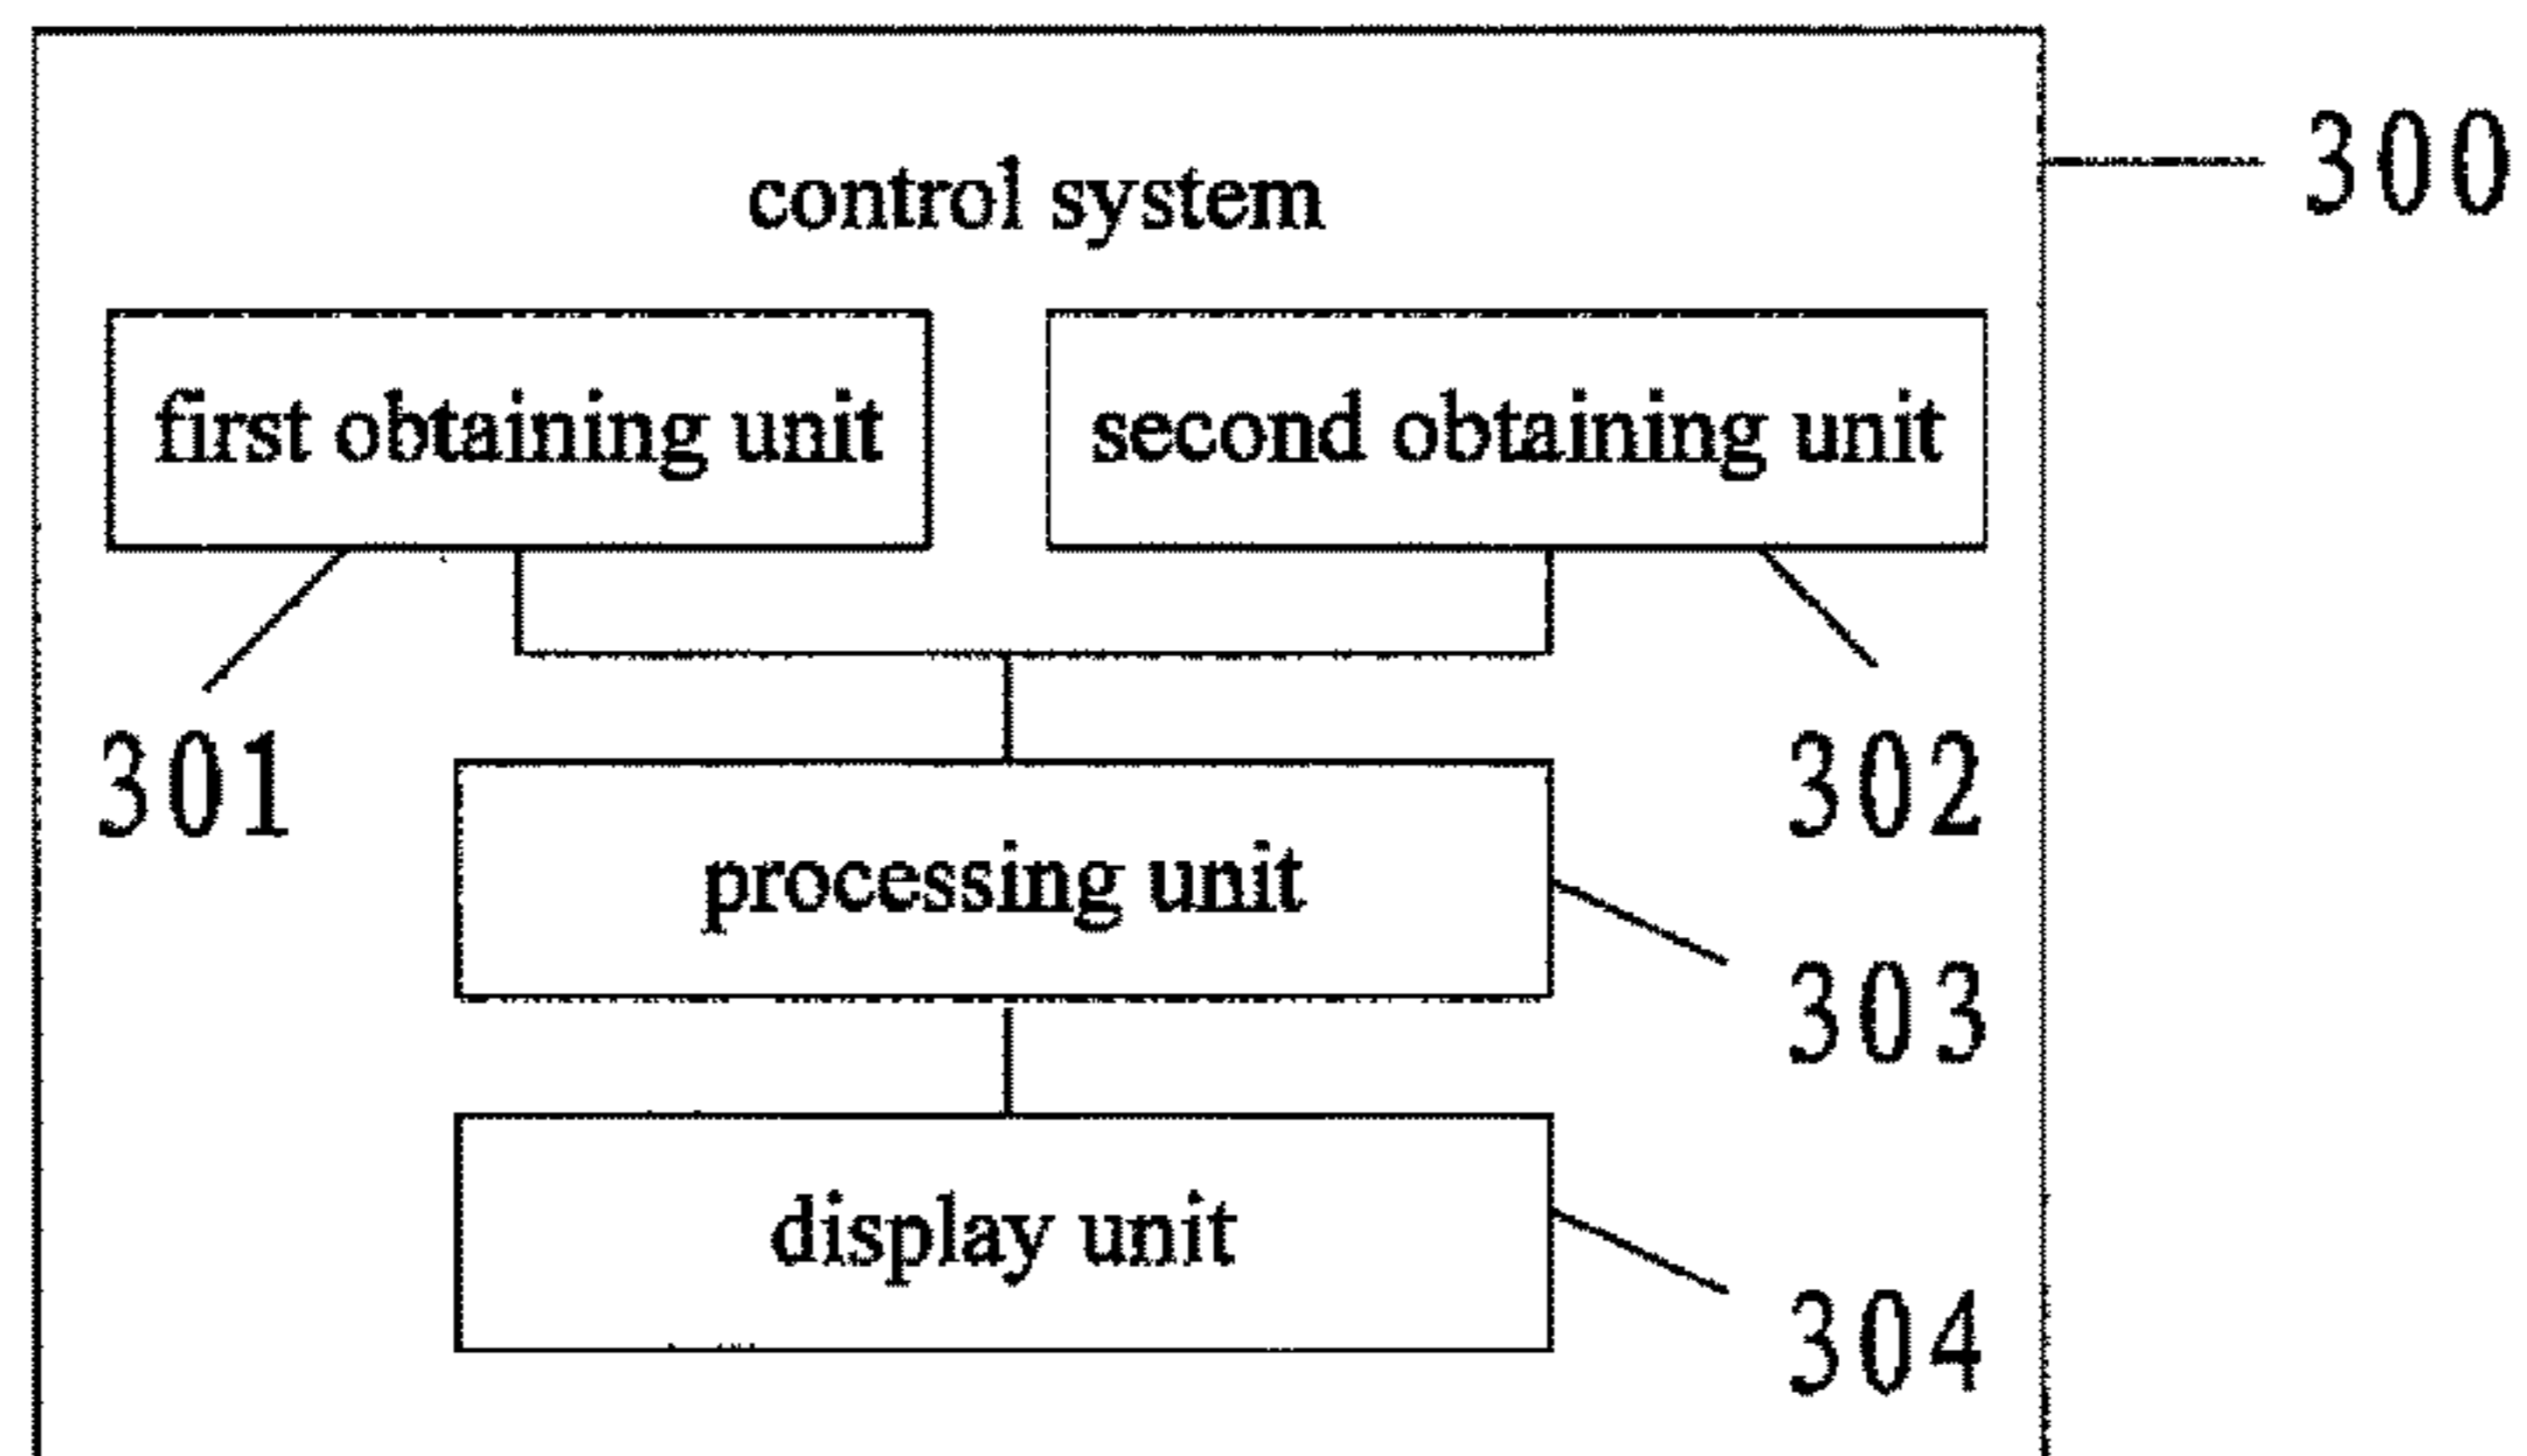 300
control system
first obtaining unit
second obtaining unit
301
302
processing unit
303
display unit
304